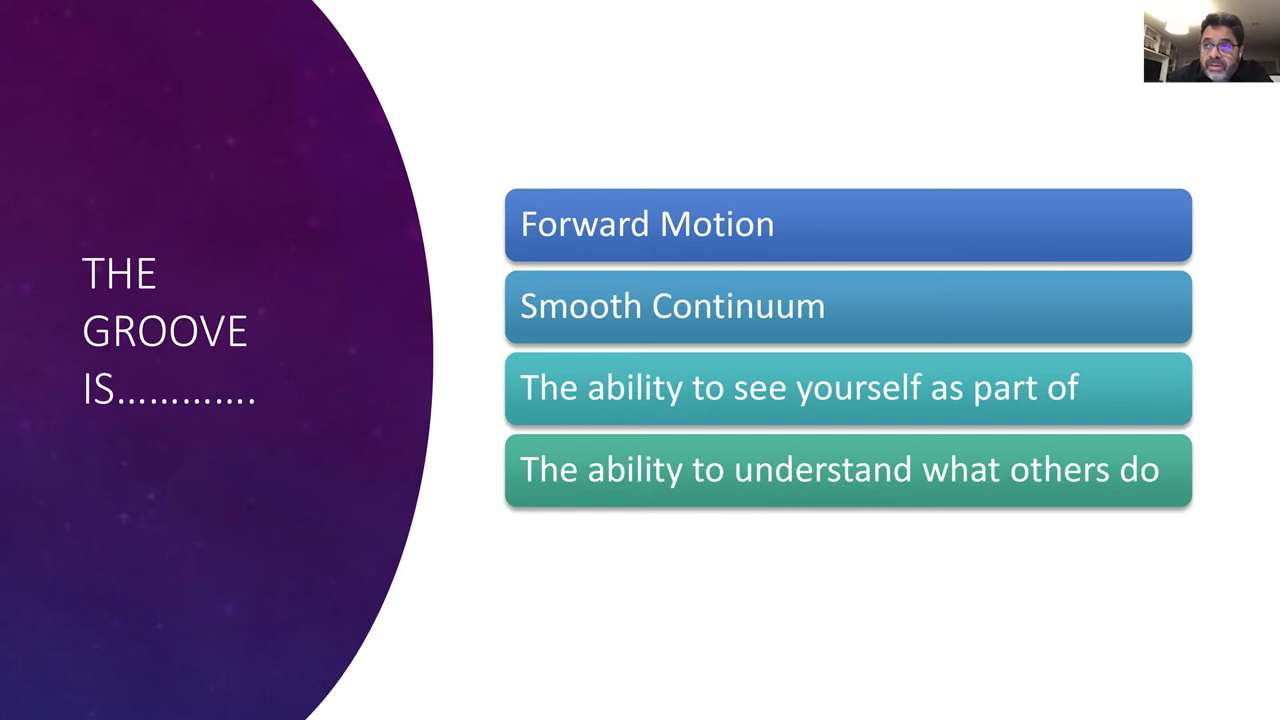 THE
GROOVE
IS………….
Forward Motion
Smooth Continuum
The ability to see yourself as part of
The ability to understand what others do